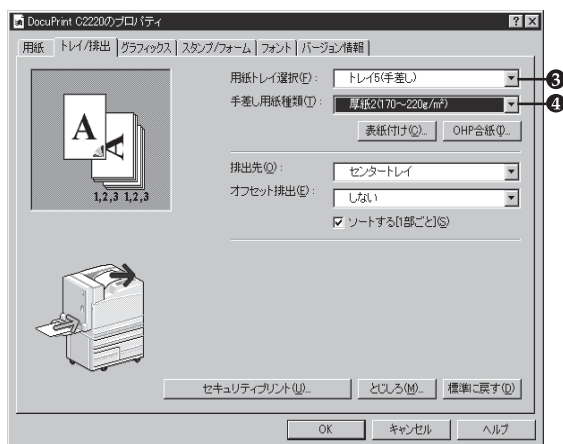 DocuPrint C2220のプロパティ
用紙 トレイ/排出 グラフィックス スタンプ/フォーム フォント バージョン情報
用紙トレイ選択(F): トレイ5(手差し) ❸
手差し用紙種類(T): 厚紙2(170～220g/m²) ❹
表紙付け(C)... OHP合紙(I)...
A A
1,2,3 1,2,3
排出先(O): センタートレイ
オフセット排出(E): しない
ソートする[1部ごと](S)
セキュリティプリント(U)... とじしろ(M)... 標準に戻す(D)
OK キャンセル ヘルプ